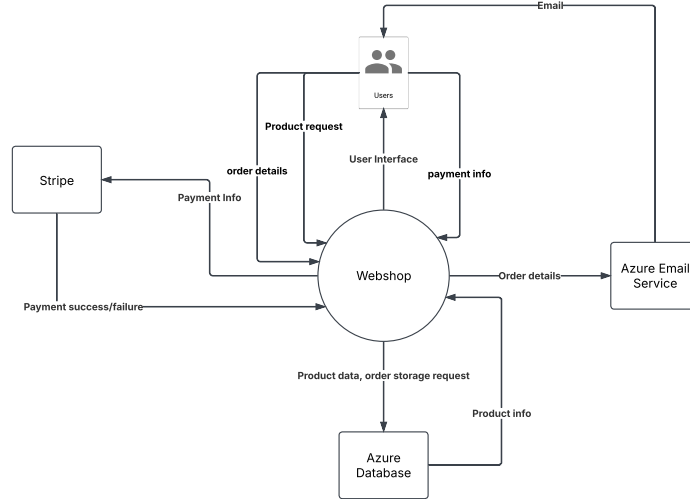 Email
Users
Product request
User Interface
order details
payment info
Stripe
Payment Info
Webshop
Order details
Azure Email
Service
Payment success/failure
Product data, order storage request
Product info
Azure
Database